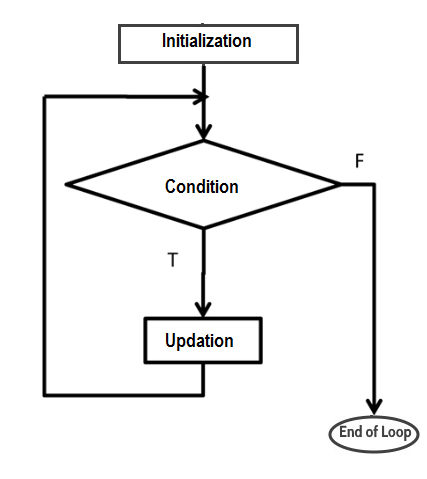 Initialization
F
Condition
T
Updation
End of Loop